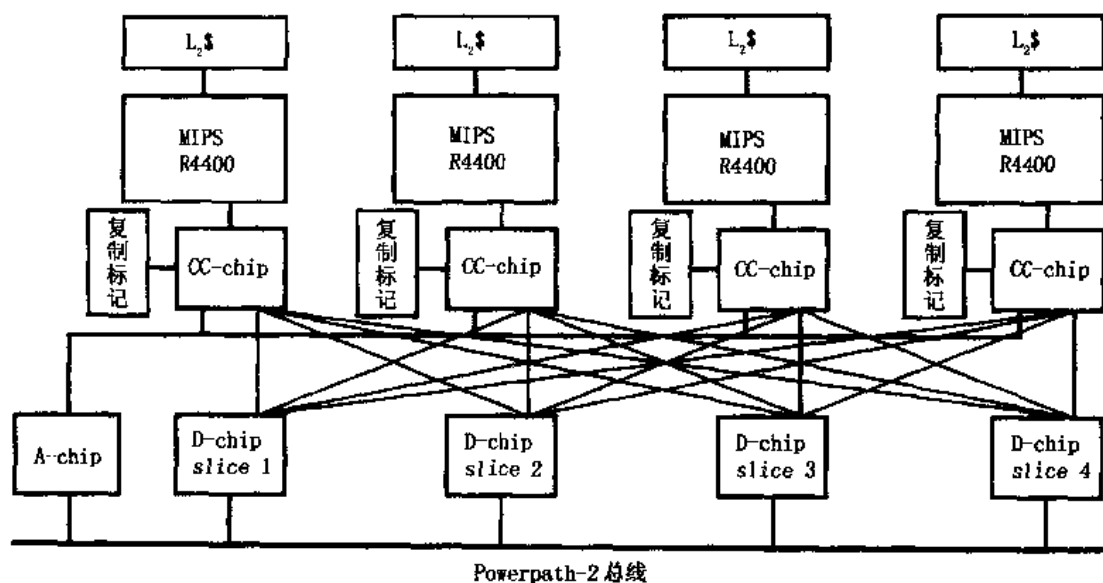 L₂$
L₂$
L₂$
L₂$
MIPS
R4400
MIPS
R4400
MIPS
R4400
MIPS
R4400
复制标记
CC-chip
复制标记
CC-chip
复制标记
CC-chip
复制标记
CC-chip
A-chip
D-chip
slice 1
D-chip
slice 2
D-chip
slice 3
D-chip
slice 4
Powerpath-2 总线